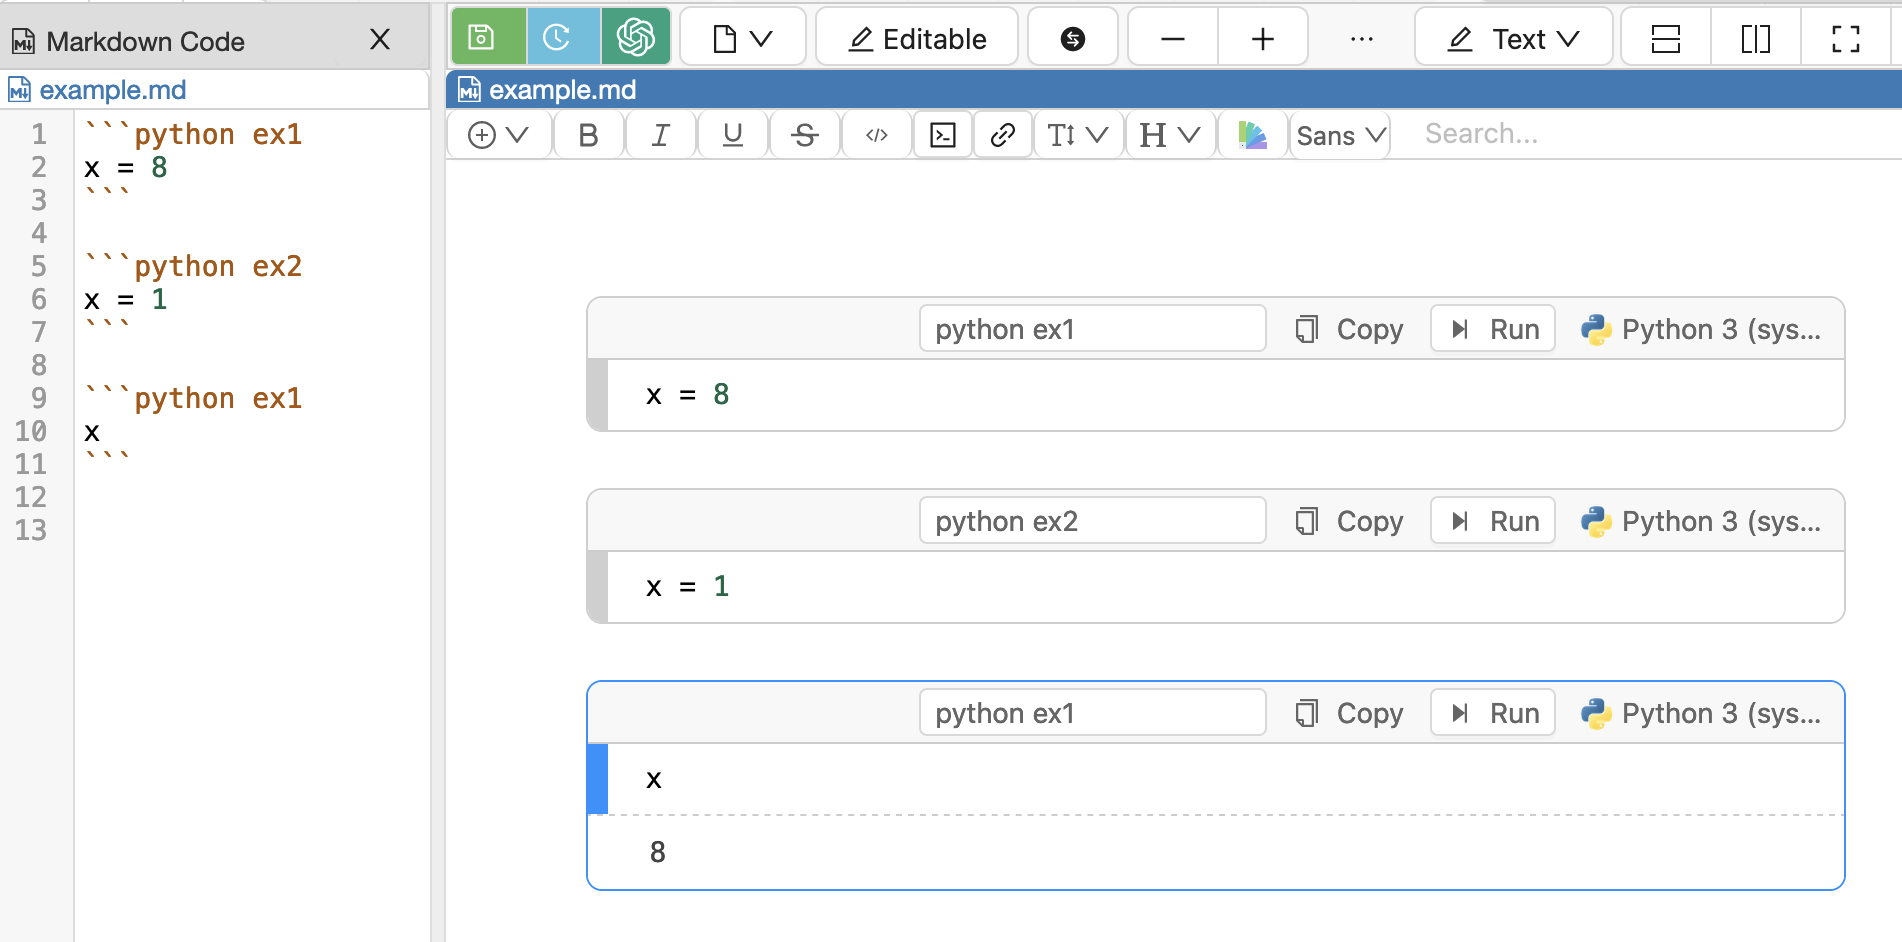 Markdown Code X
example.md
1 ```python ex1
2 x = 8
3 ```
4
5 ```python ex2
6 x = 1
7 ```
8
9 ```python ex1
10 x
11 ```
12
13
Editable
Text
example.md
B I U S </> T H Sans Search...
python ex1 Copy Run Python 3 (sys...
x = 8
python ex2 Copy Run Python 3 (sys...
x = 1
python ex1 Copy Run Python 3 (sys...
x
8